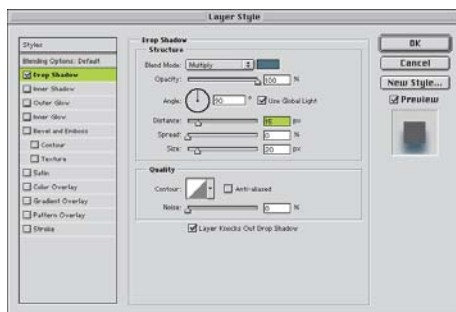 Layer Style
Styles
Blending Options: Default
Drop Shadow
Inner Shadow
Outer Glow
Inner Glow
Bevel and Emboss
Contour
Texture
Satin
Color Overlay
Gradient Overlay
Pattern Overlay
Stroke
Drop Shadow
Structure
Blend Mode: Multiply
Opacity: 100 %
Angle: 90 ° Use Global Light
Distance: 15 px
Spread: 0 %
Size: 20 px
Quality
Contour: Anti-aliased
Noise: 0 %
Layer Knocks Out Drop Shadow
OK
Cancel
New Style...
Preview